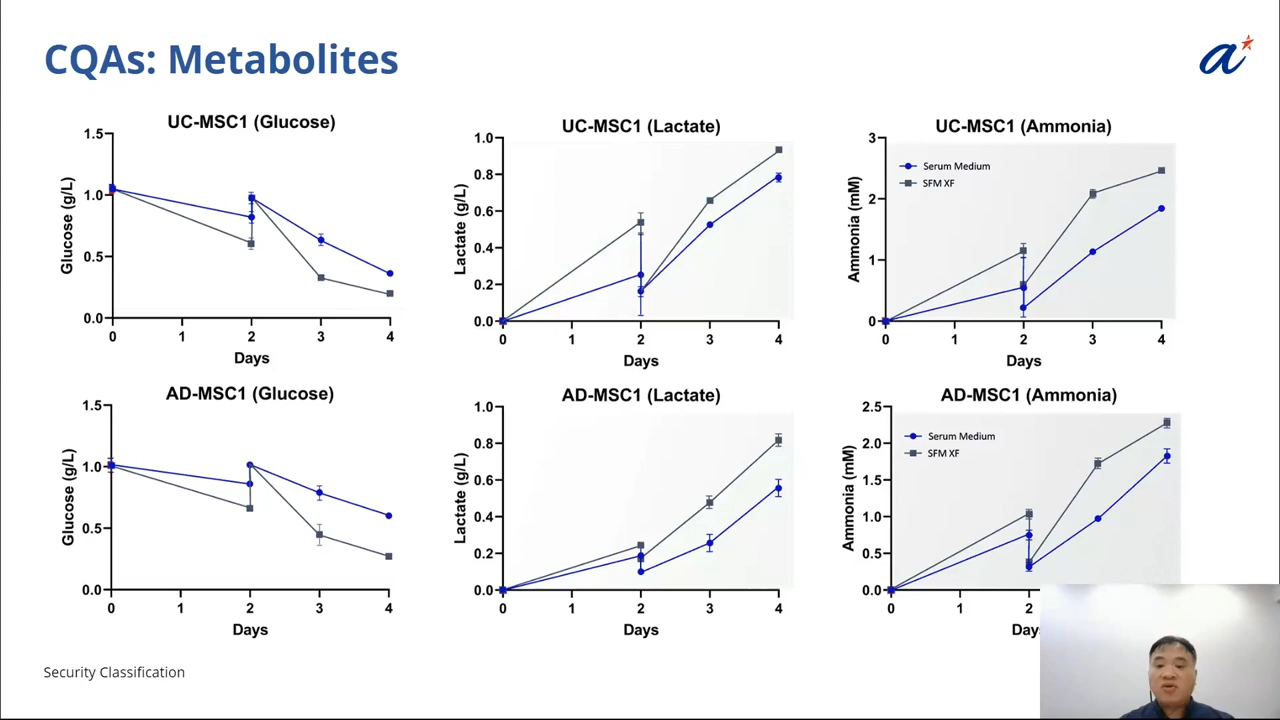 CQAs: Metabolites
a
UC-MSC1 (Glucose)
1.5
1.0
0.5
0.0
Glucose (g/L)
0 1 2 3 4
Days
UC-MSC1 (Lactate)
1.0
0.8
0.6
0.4
0.2
0.0
Lactate (g/L)
0 1 2 3 4
Days
UC-MSC1 (Ammonia)
3
2
1
0
Ammonia (mM)
Serum Medium
SFM XF
0 1 2 3 4
Days
AD-MSC1 (Glucose)
1.5
1.0
0.5
0.0
Glucose (g/L)
0 1 2 3 4
Days
AD-MSC1 (Lactate)
1.0
0.8
0.6
0.4
0.2
0.0
Lactate (g/L)
0 1 2 3 4
Days
AD-MSC1 (Ammonia)
2.5
2.0
1.5
1.0
0.5
0.0
Ammonia (mM)
Serum Medium
SFM XF
0 1 2
Security Classification